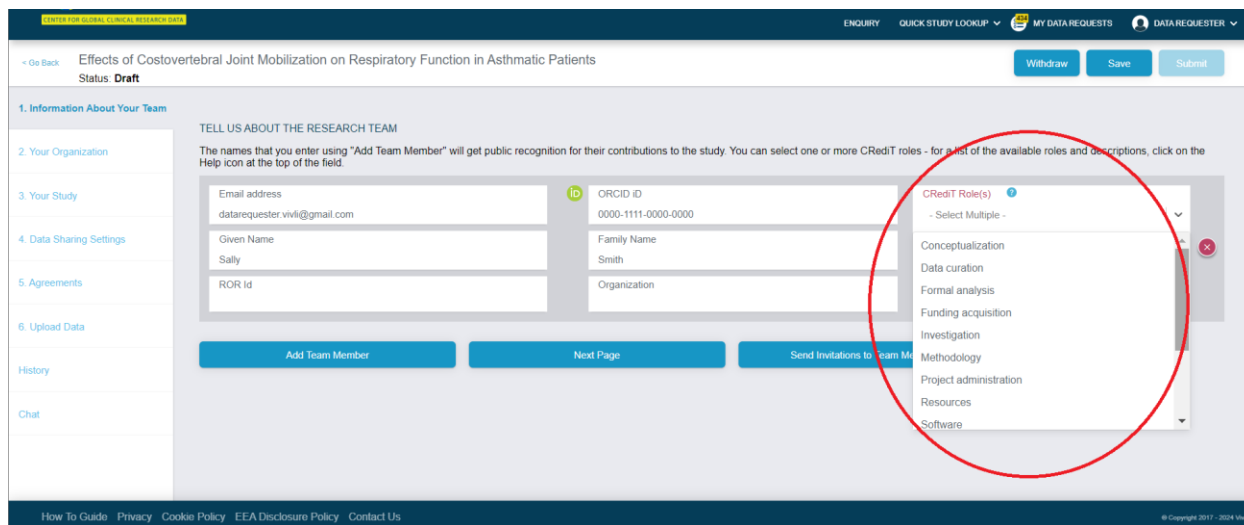 CENTER FOR GLOBAL CLINICAL RESEARCH DATA
ENQUIRY QUICK STUDY LOOKUP 434 MY DATA REQUESTS DATA REQUESTER
< Go Back
Effects of Costovertebral Joint Mobilization on Respiratory Function in Asthmatic Patients
Status: Draft
Withdraw Save Submit
1. Information About Your Team
2. Your Organization
3. Your Study
4. Data Sharing Settings
5. Agreements
6. Upload Data
History
Chat
TELL US ABOUT THE RESEARCH TEAM
The names that you enter using "Add Team Member" will get public recognition for their contributions to the study. You can select one or more CRediT roles - for a list of the available roles and descriptions, click on the
Help icon at the top of the field.
Email address
datarequester.vivli@gmail.com
iD
ORCID iD
0000-1111-0000-0000
CRediT Role(s) ?
- Select Multiple -
Given Name
Sally
Family Name
Smith
ROR Id
Organization
Conceptualization
Data curation
Formal analysis
Funding acquisition
Investigation
Methodology
Project administration
Resources
Software
Add Team Member
Next Page
Send Invitations to Team Me
How To Guide Privacy Cookie Policy EEA Disclosure Policy Contact Us
© Copyright 2017 - 2024 Viv